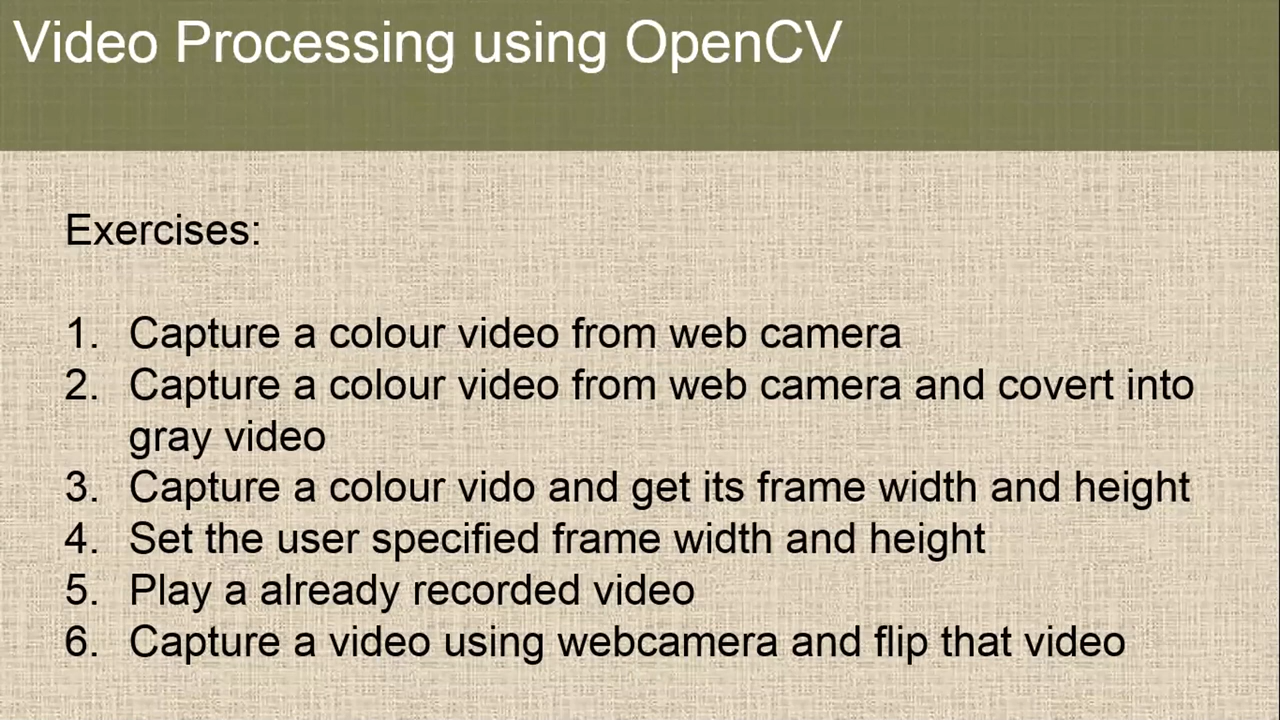 Video Processing using OpenCV
Exercises:
1. Capture a colour video from web camera
2. Capture a colour video from web camera and covert into
gray video
3. Capture a colour vido and get its frame width and height
4. Set the user specified frame width and height
5. Play a already recorded video
6. Capture a video using webcamera and flip that video